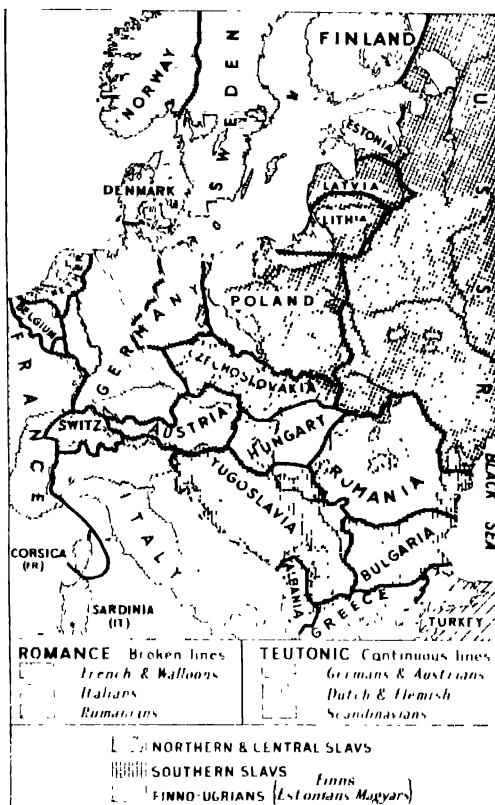 FINLAND
NORWAY
SWEDEN
U. S. S. R.
ESTONIA
LATVIA
LITHIA
DENMARK
POLAND
GERMANY
BELGIUM
CZECHOSLOVAKIA
FRANCE
SWITZ.
AUSTRIA
HUNGARY
RUMANIA
YUGOSLAVIA
ITALY
BLACK SEA
BULGARIA
ALBANIA
GREECE
TURKEY
CORSICA
(FR)
SARDINIA
(IT)
ROMANCE Broken lines
French & Walloons
Italians
Rumanians
TEUTONIC Continuous lines
Germans & Austrians
Dutch & Flemish
Scandinavians
NORTHERN & CENTRAL SLAVS
SOUTHERN SLAVS
FINNO-UGRIANS {Finns
Estonians Magyars}